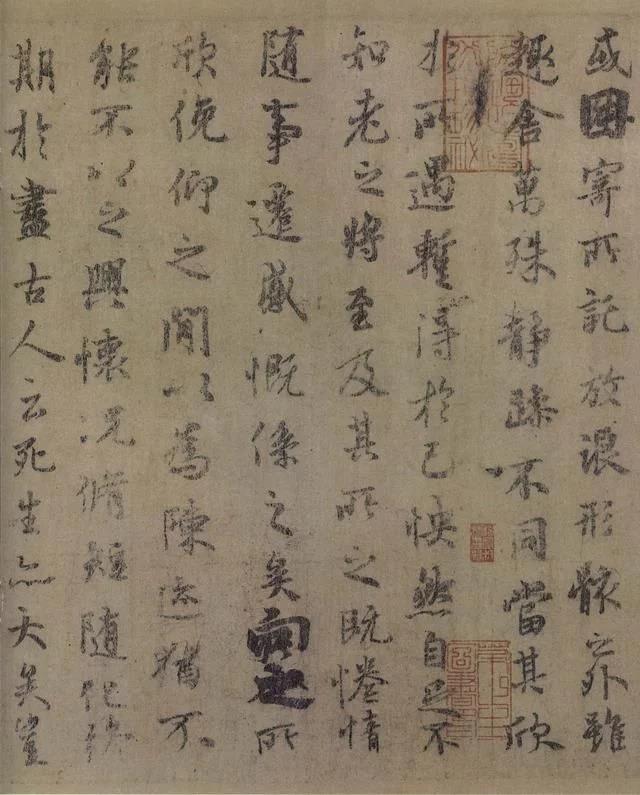 或因寄所託放浪形骸之外雖
趣舍萬殊靜躁不同當其欣
於所遇暫得於己怏然自足不
知老之將至及其所之既惓情
隨事遷感慨係之矣向之所
欣俛仰之閒以為陳迹猶不
能不以之興懷況脩短隨化終
期於盡古人云死生亦大矣豈